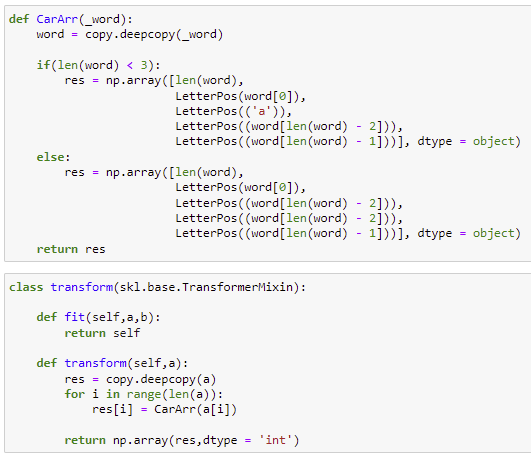 def CarArr(_word):
    word = copy.deepcopy(_word)

    if(len(word) < 3):
        res = np.array([len(word),
                        LetterPos(word[0]),
                        LetterPos(('a')),
                        LetterPos((word[len(word) - 2])),
                        LetterPos((word[len(word) - 1]))], dtype = object)
    else:
        res = np.array([len(word),
                        LetterPos(word[0]),
                        LetterPos((word[len(word) - 2])),
                        LetterPos((word[len(word) - 2])),
                        LetterPos((word[len(word) - 1]))], dtype = object)
    return res

class transform(skl.base.TransformerMixin):

    def fit(self,a,b):
        return self

    def transform(self,a):
        res = copy.deepcopy(a)
        for i in range(len(a)):
            res[i] = CarArr(a[i])

        return np.array(res,dtype = 'int')